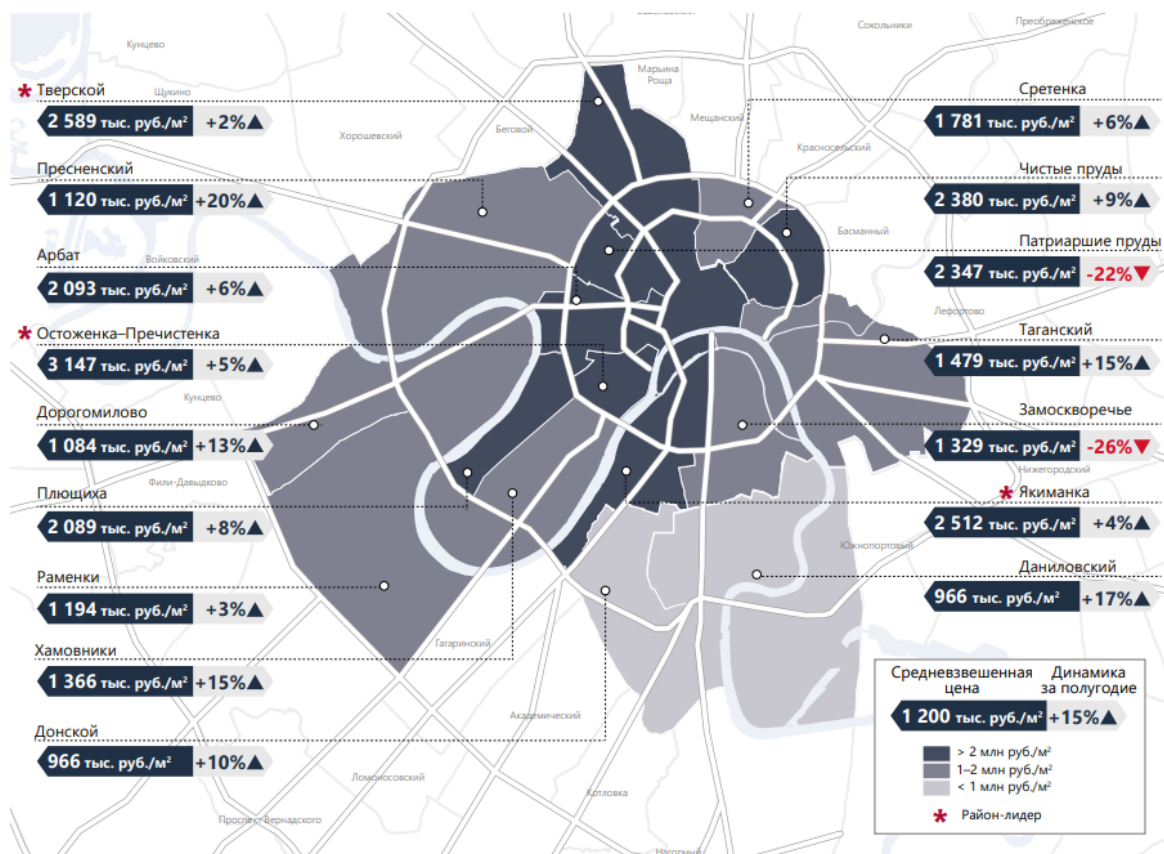 Кунцево
Сокольники
Преображенское
Марьина
Роща
Щукино
Беговой
Мещанский
Хорошевский
Красносельский
Тверской
2 589 тыс. руб./м² +2%
Пресненский
1 120 тыс. руб./м² +20%
Арбат
Войковский
2 093 тыс. руб./м² +6%
Остоженка–Пречистенка
3 147 тыс. руб./м² +5%
Кунцево
Дорогомилово
1 084 тыс. руб./м² +13%
Фили-Давыдково
Плющиха
2 089 тыс. руб./м² +8%
Раменки
1 194 тыс. руб./м² +3%
Хамовники
1 366 тыс. руб./м² +15%
Донской
966 тыс. руб./м² +10%
Сретенка
1 781 тыс. руб./м² +6%
Чистые пруды
2 380 тыс. руб./м² +9%
Басманный
Патриаршие пруды
2 347 тыс. руб./м² -22%
Лефортово
Таганский
1 479 тыс. руб./м² +15%
Замоскворечье
1 329 тыс. руб./м² -26%
Нижегородский
Якиманка
2 512 тыс. руб./м² +4%
Южнопортовый
Даниловский
966 тыс. руб./м² +17%
Гагаринский
Академический
Ломоносовский
Котловка
Проспект Вернадского
Нагорный
Средневзвешенная
цена
Динамика
за полугодие
1 200 тыс. руб./м² +15%
> 2 млн руб./м²
1–2 млн руб./м²
< 1 млн руб./м²
* Район-лидер